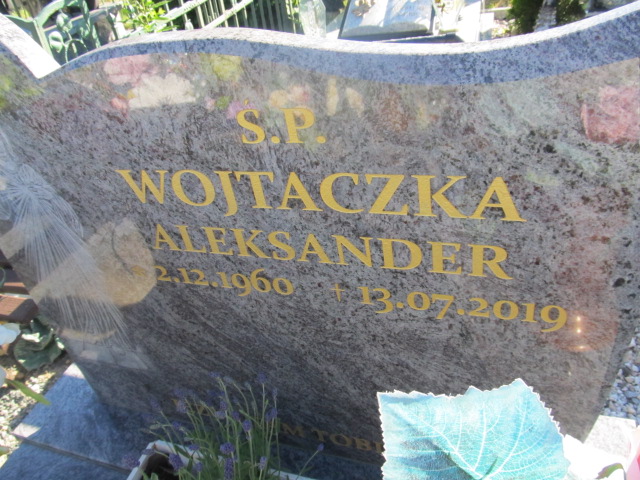 S.P.
WOJTACZKA
ALEKSANDER
2,12.1960 + 13.07.2019